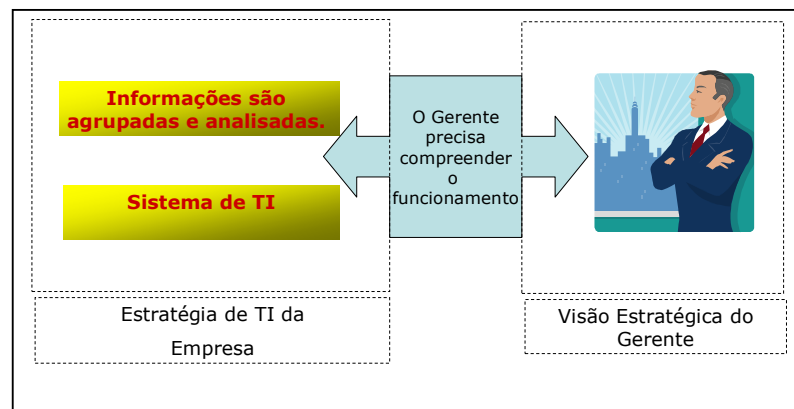 Informações são
agrupadas e analisadas.
Sistema de TI
O Gerente
precisa
compreender
o
funcionamento
Estratégia de TI da
Empresa
Visão Estratégica do
Gerente